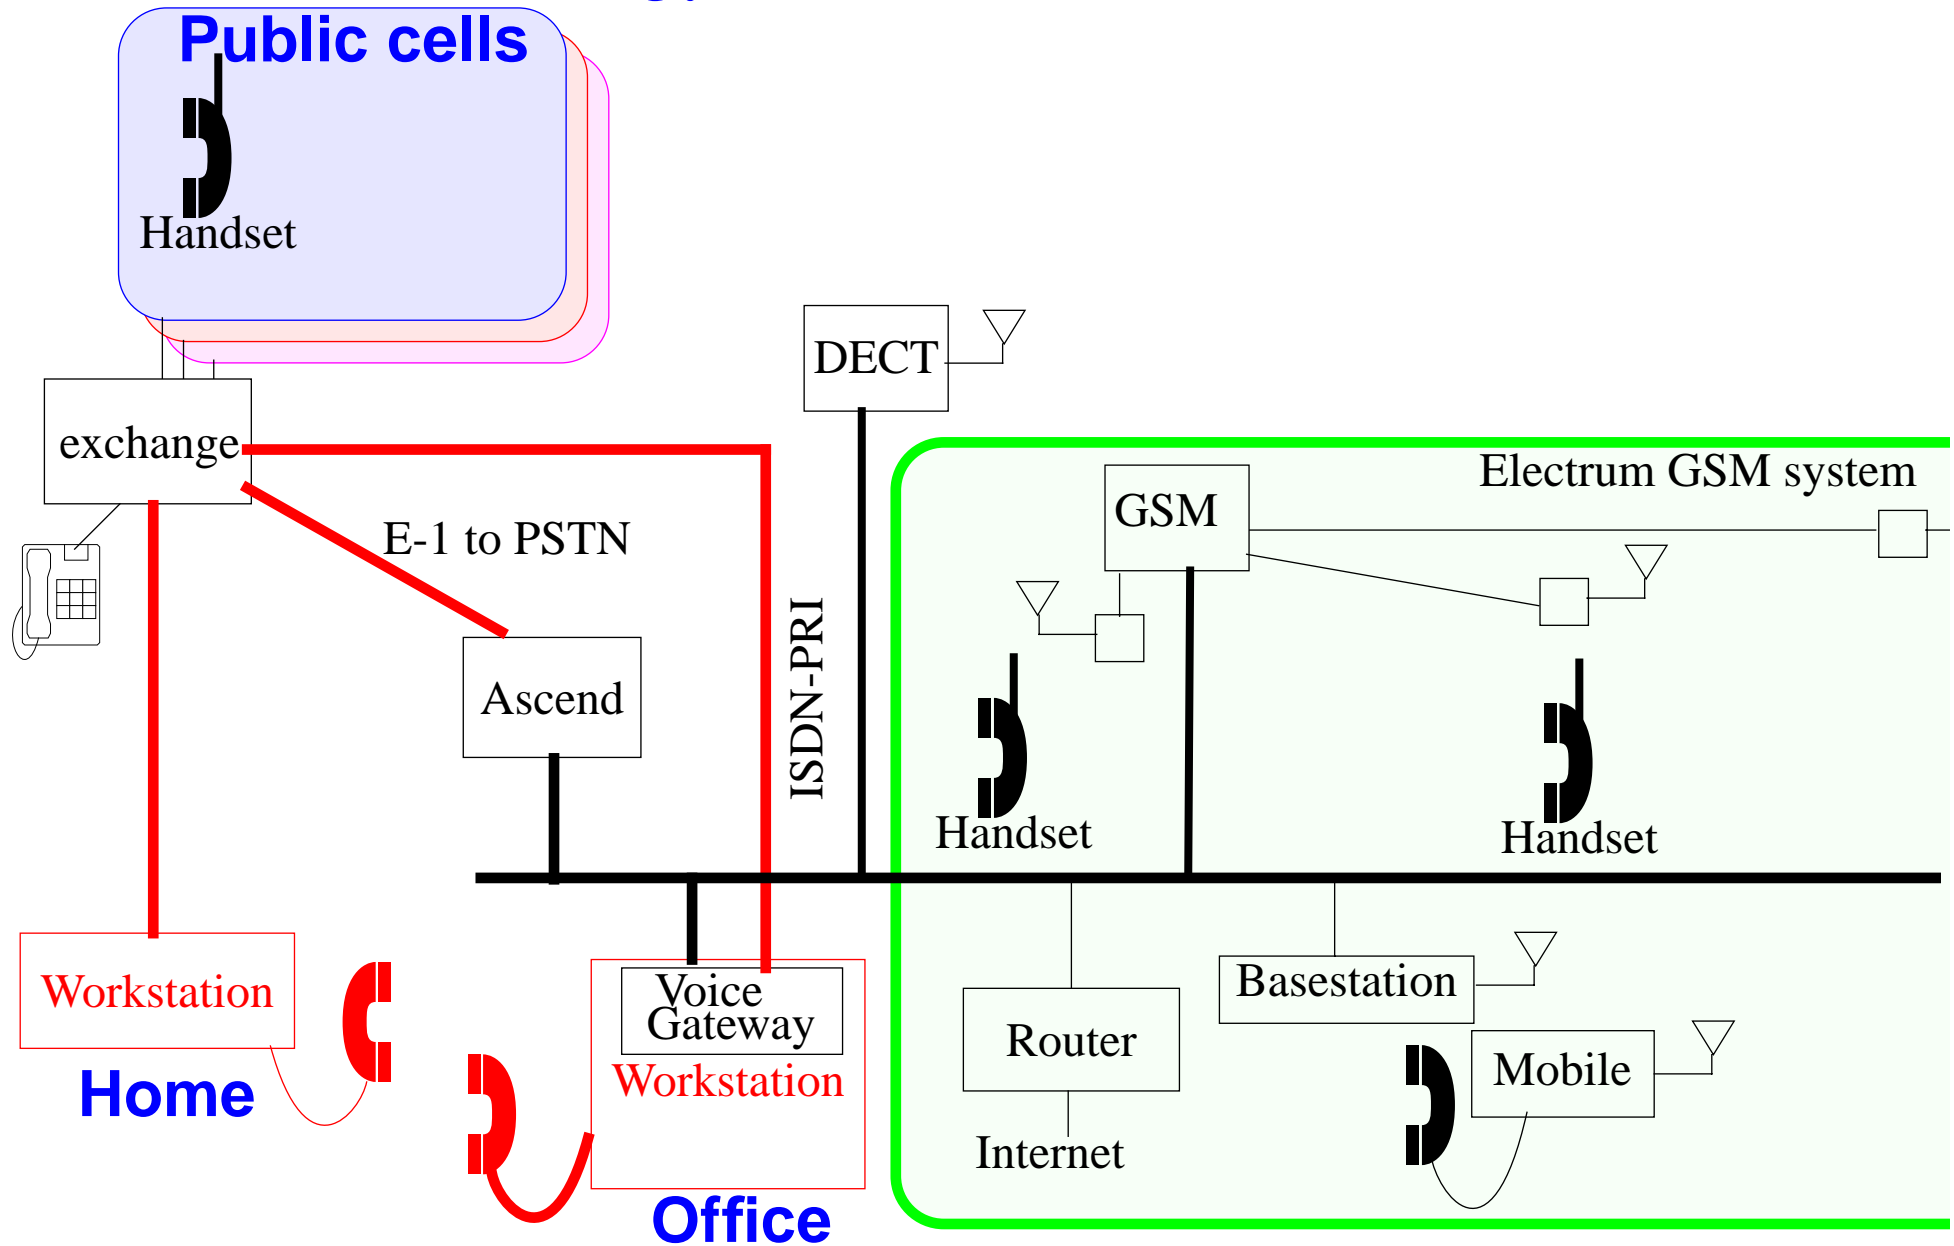 Public cells
Handset
DECT
exchange
Electrum GSM system
GSM
E-1 to PSTN
ISDN-PRI
Ascend
Handset
Handset
Workstation
Voice
Gateway
Workstation
Basestation
Router
Mobile
Home
Internet
Office